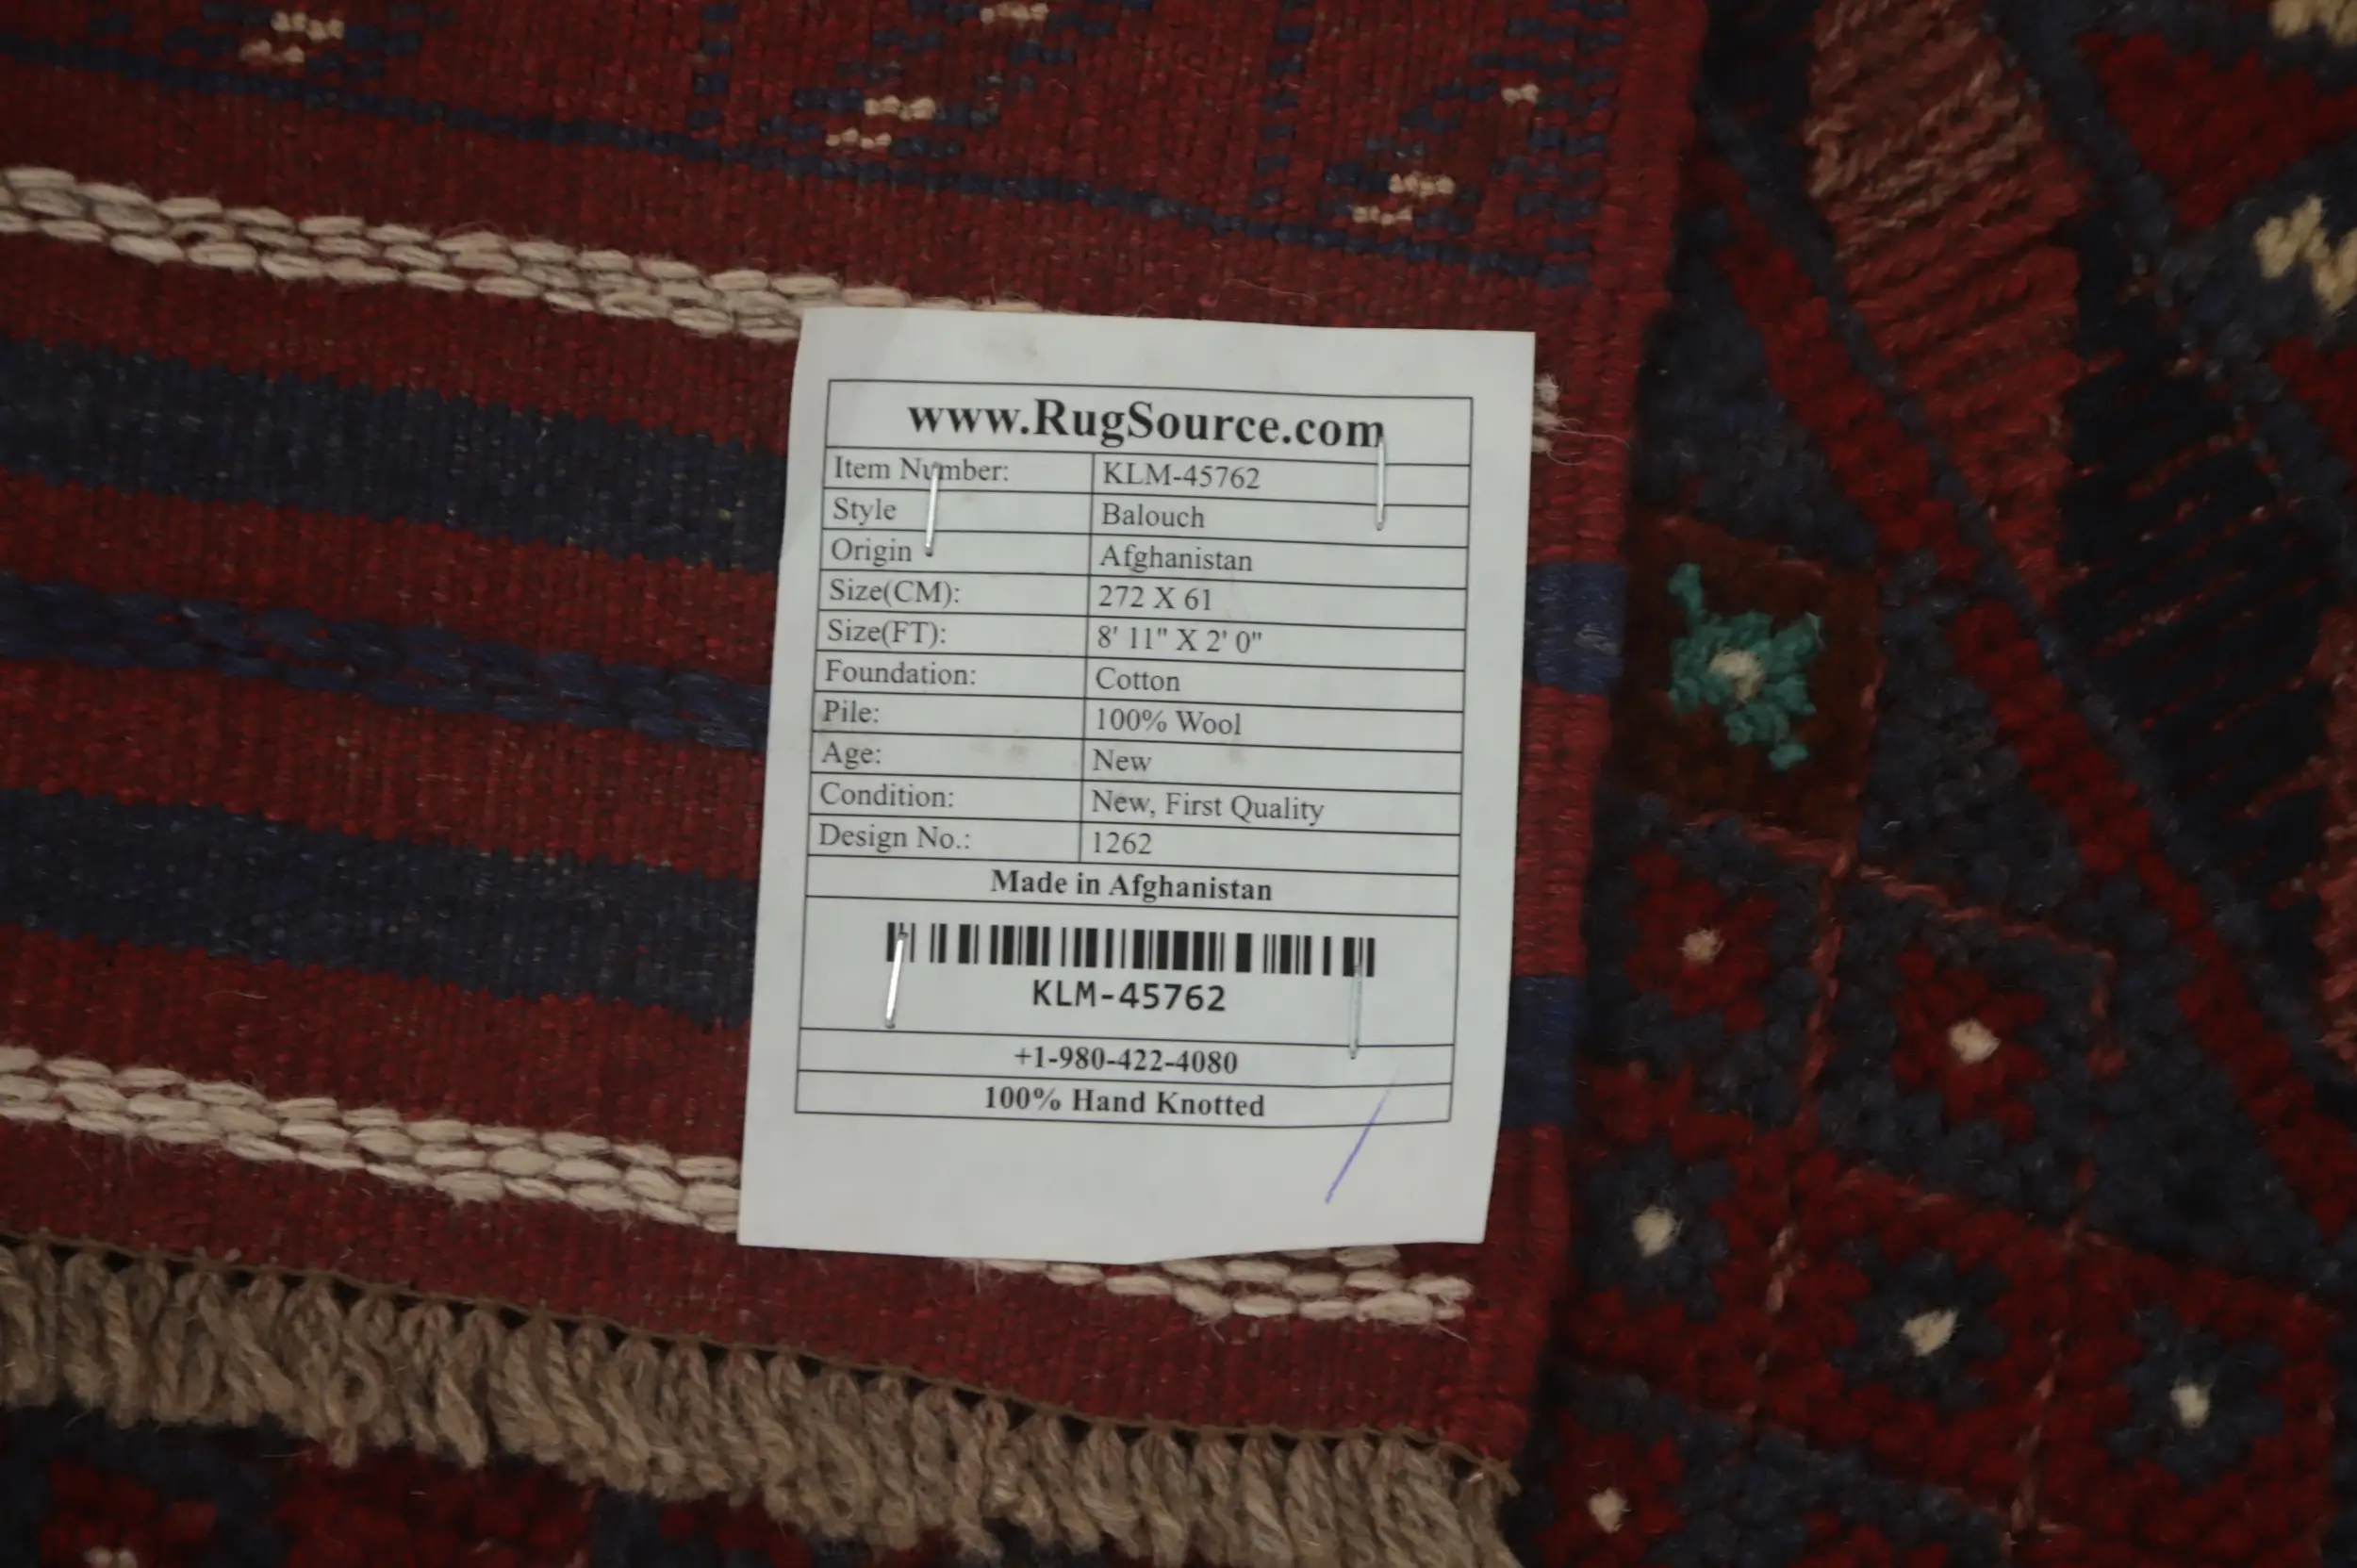 www.RugSource.com
Item Number: KLM-45762
Style Balouch
Origin Afghanistan
Size(CM): 272 X 61
Size(FT): 8' 11" X 2' 0"
Foundation: Cotton
Pile: 100% Wool
Age: New
Condition: New, First Quality
Design No.: 1262
Made in Afghanistan
KLM-45762
+1-980-422-4080
100% Hand Knotted